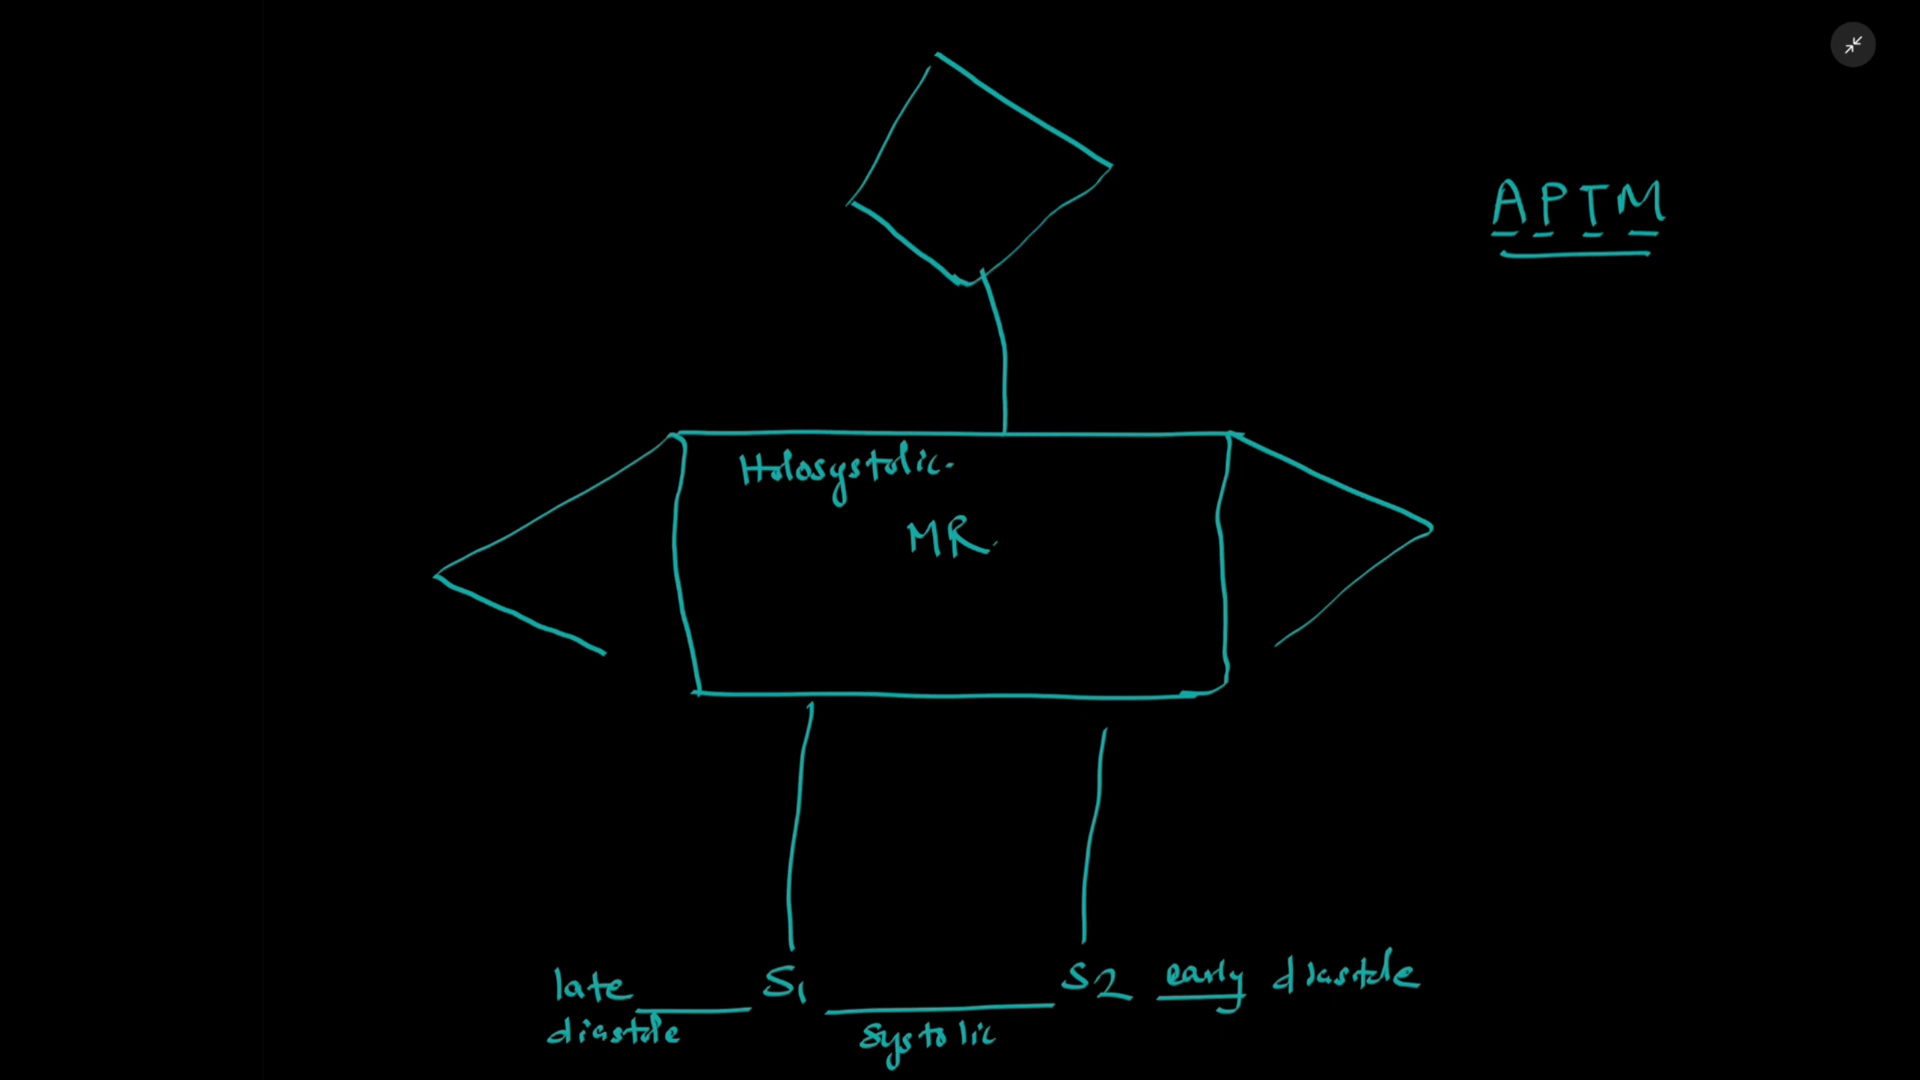 APTM
Holosystolic.
MR.
late S1 S2 early diastole
diastole systolic